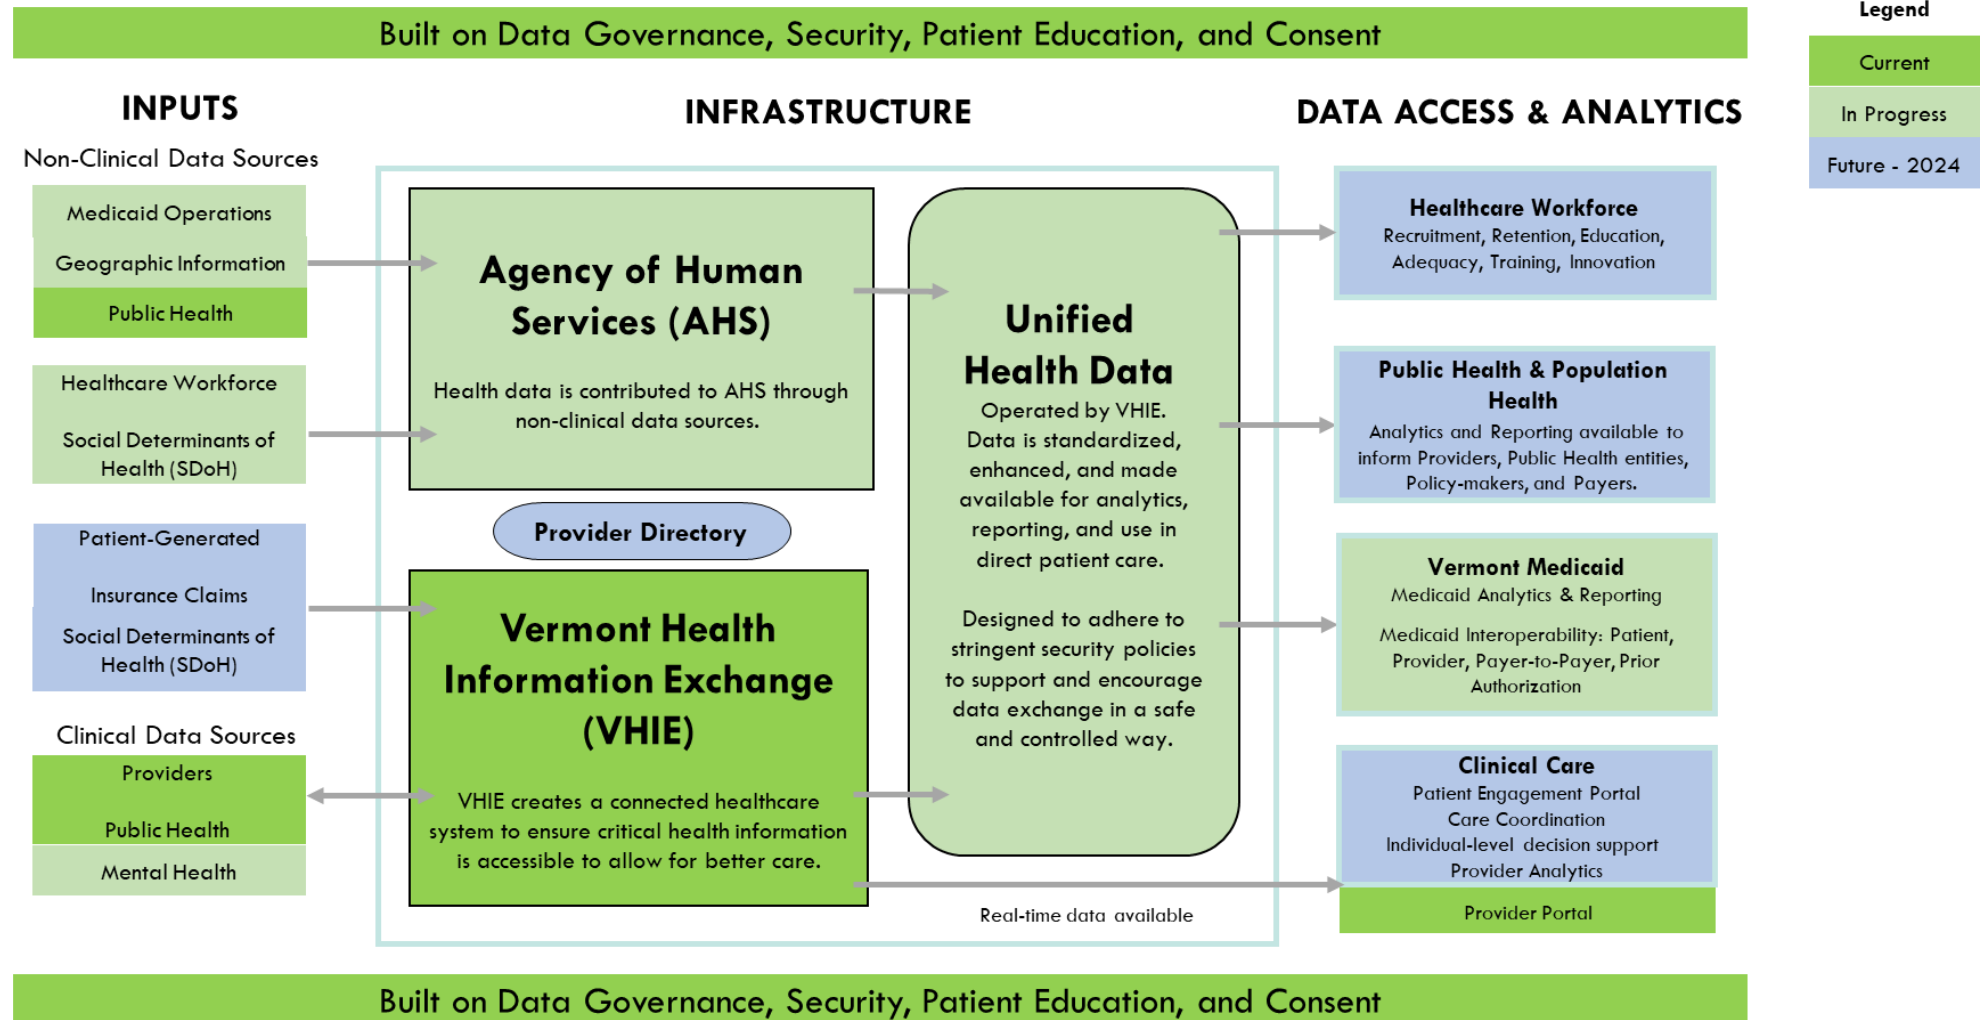 Built on Data Governance, Security, Patient Education, and Consent
Legend
Current
In Progress
Future - 2024
INPUTS
Non-Clinical Data Sources
Medicaid Operations
Geographic Information
Public Health
Healthcare Workforce
Social Determinants of
Health (SDoH)
Patient-Generated
Insurance Claims
Social Determinants of
Health (SDoH)
Clinical Data Sources
Providers
Public Health
Mental Health
INFRASTRUCTURE
Agency of Human
Services (AHS)
Health data is contributed to AHS through
non-clinical data sources.
Provider Directory
Vermont Health
Information Exchange
(VHIE)
VHIE creates a connected healthcare
system to ensure critical health information
is accessible to allow for better care.
Unified
Health Data
Operated by VHIE.
Data is standardized,
enhanced, and made
available for analytics,
reporting, and use in
direct patient care.
Designed to adhere to
stringent security policies
to support and encourage
data exchange in a safe
and controlled way.
Real-time data available
DATA ACCESS & ANALYTICS
Healthcare Workforce
Recruitment, Retention, Education,
Adequacy, Training, Innovation
Public Health & Population
Health
Analytics and Reporting available to
inform Providers, Public Health entities,
Policy-makers, and Payers.
Vermont Medicaid
Medicaid Analytics & Reporting
Medicaid Interoperability: Patient,
Provider, Payer-to-Payer, Prior
Authorization
Clinical Care
Patient Engagement Portal
Care Coordination
Individual-level decision support
Provider Analytics
Provider Portal
Built on Data Governance, Security, Patient Education, and Consent